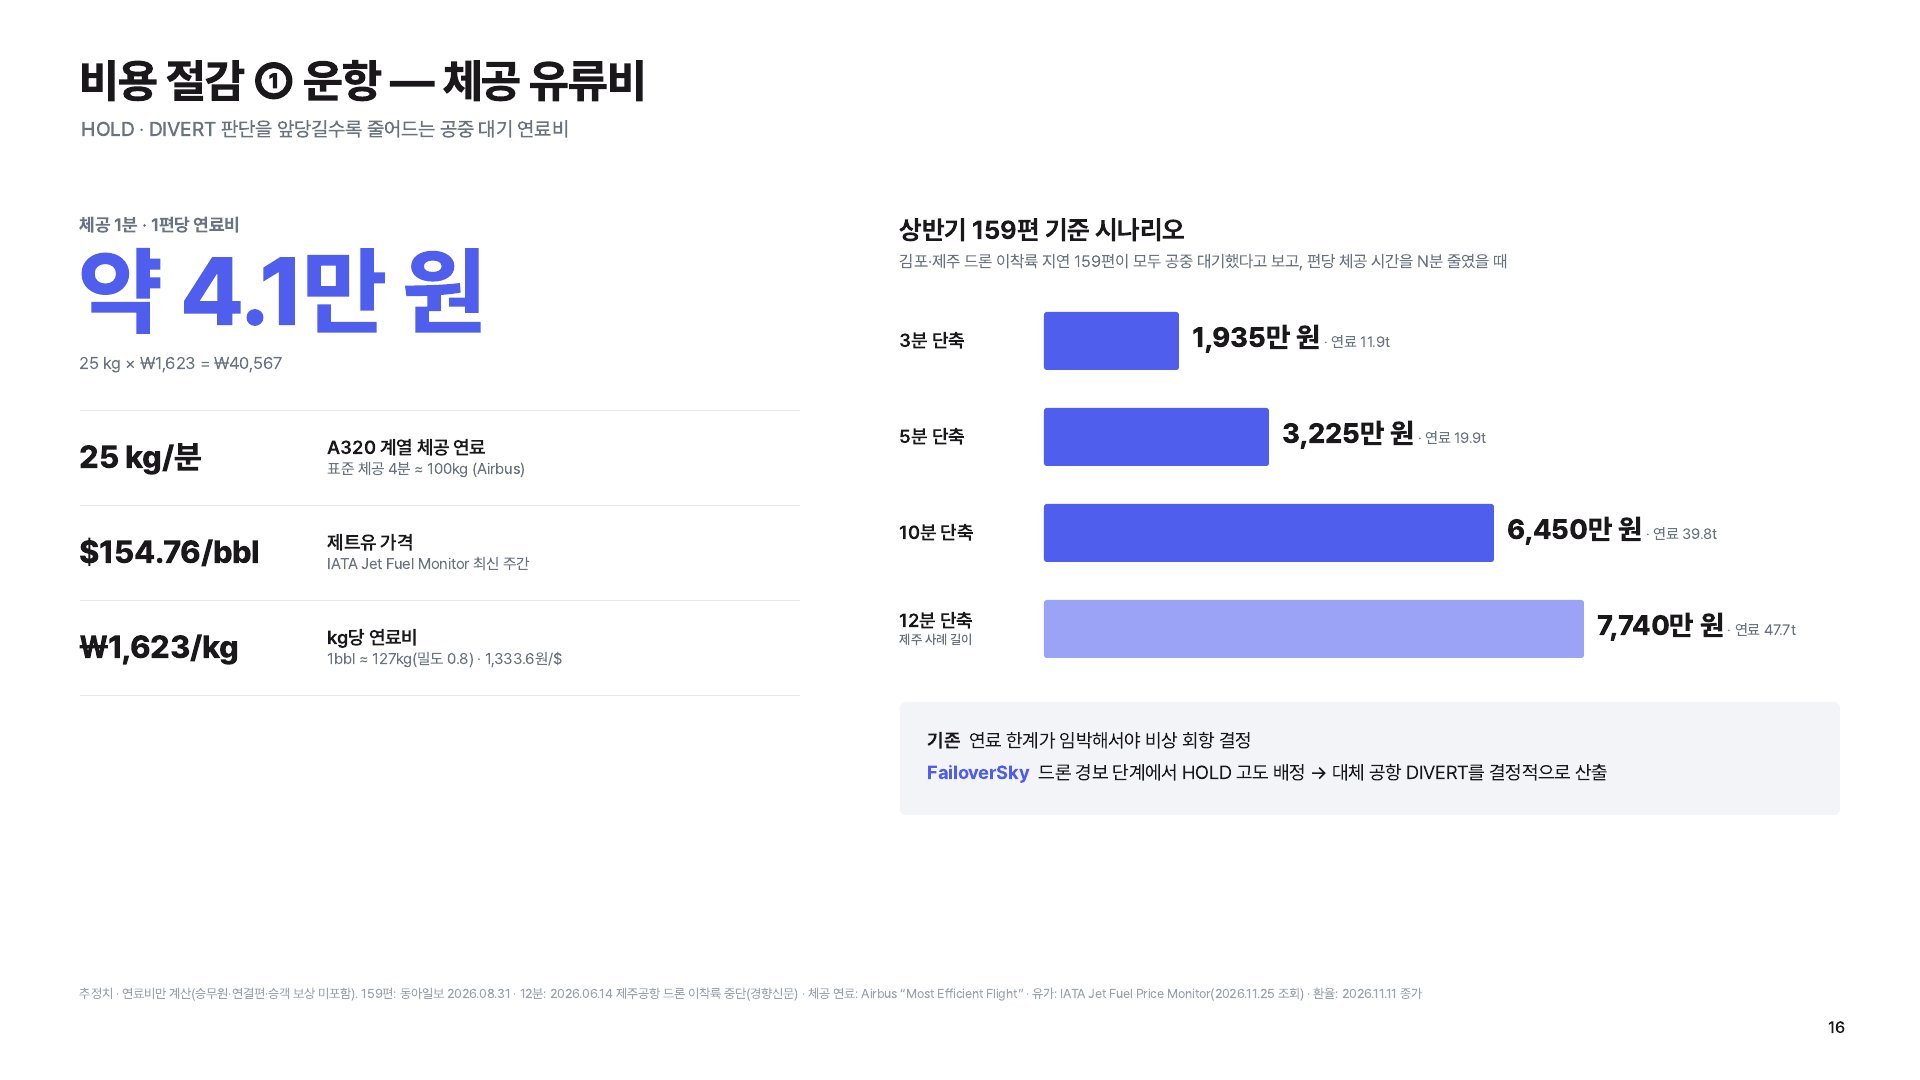 비용 절감 ① 운항 — 체공 유류비
HOLD · DIVERT 판단을 앞당길수록 줄어드는 공중 대기 연료비
체공 1분 · 1편당 연료비
약 4.1만 원
25 kg × ₩1,623 = ₩40,567
25 kg/분
A320 계열 체공 연료
표준 체공 4분 ≈ 100kg (Airbus)
$154.76/bbl
제트유 가격
IATA Jet Fuel Monitor 최신 주간
₩1,623/kg
kg당 연료비
1bbl ≈ 127kg(밀도 0.8) · 1,333.6원/$
상반기 159편 기준 시나리오
김포·제주 드론 이착륙 지연 159편이 모두 공중 대기했다고 보고, 편당 체공 시간을 N분 줄였을 때
3분 단축
1,935만 원 · 연료 11.9t
5분 단축
3,225만 원 · 연료 19.9t
10분 단축
6,450만 원 · 연료 39.8t
12분 단축
제주 사례 길이
7,740만 원 · 연료 47.7t
기존 연료 한계가 임박해서야 비상 회항 결정
FailoverSky 드론 경보 단계에서 HOLD 고도 배정 → 대체 공항 DIVERT를 결정적으로 산출
추정치 · 연료비만 계산(승무원·연결편·승객 보상 미포함). 159편: 동아일보 2026.08.31 · 12분: 2026.06.14 제주공항 드론 이착륙 중단(경향신문) · 체공 연료: Airbus “Most Efficient Flight” · 유가: IATA Jet Fuel Price Monitor(2026.11.25 조회) · 환율: 2026.11.11 종가
16